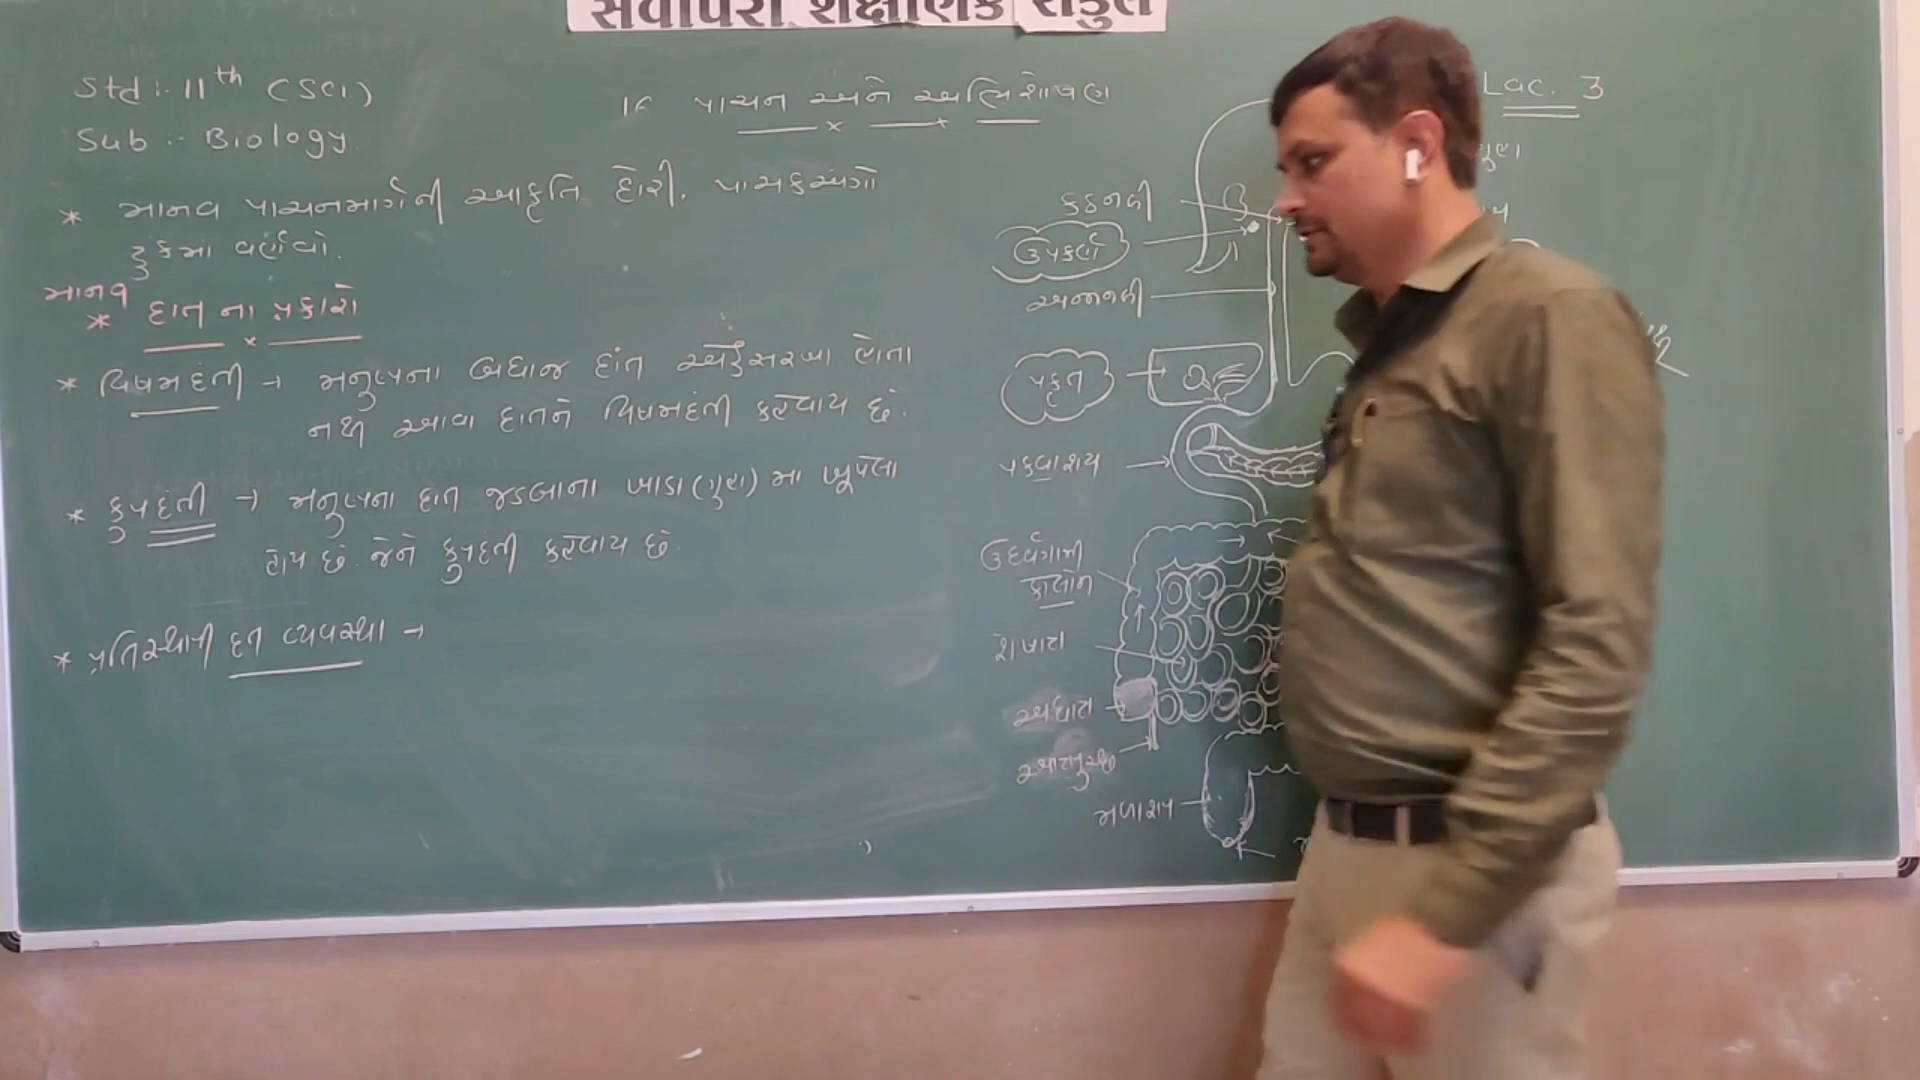 સર્વોપરી શૈક્ષણિક સંકુલ
Std :- 11th (Sci)
Sub :- Biology
16 પાચન અને અભિશોષણ
Lac. 3
* માનવ પાચનમાર્ગની આકૃતિ દોરી. પાચકઅંગો
ટુંકમાં વર્ણવો.
માનવ
* દાત ના પ્રકારો
* વિષમદંતી → મનુષ્યના બધાજ દાંત એકસરખા હોતા
નથી આવા દાતને વિષમદંતી કહેવાય છે.
* કુપદંતી → મનુષ્યના દાત જડબાના ખાડા (ગુહા) મા ખૂપેલા
હોય છે. જેને કુપદંતી કહેવાય છે.
* પ્રતિસ્થાપી દંત વ્યવસ્થા →
કંઠનળી
ઉપકર્ણ
અન્નનળી
યકૃત
પકવાશય
ઉર્ધ્વગામી
કોલોન
શેષાંત્ર
અંધાંત્ર
આંત્રપુચ્છ
મળાશય